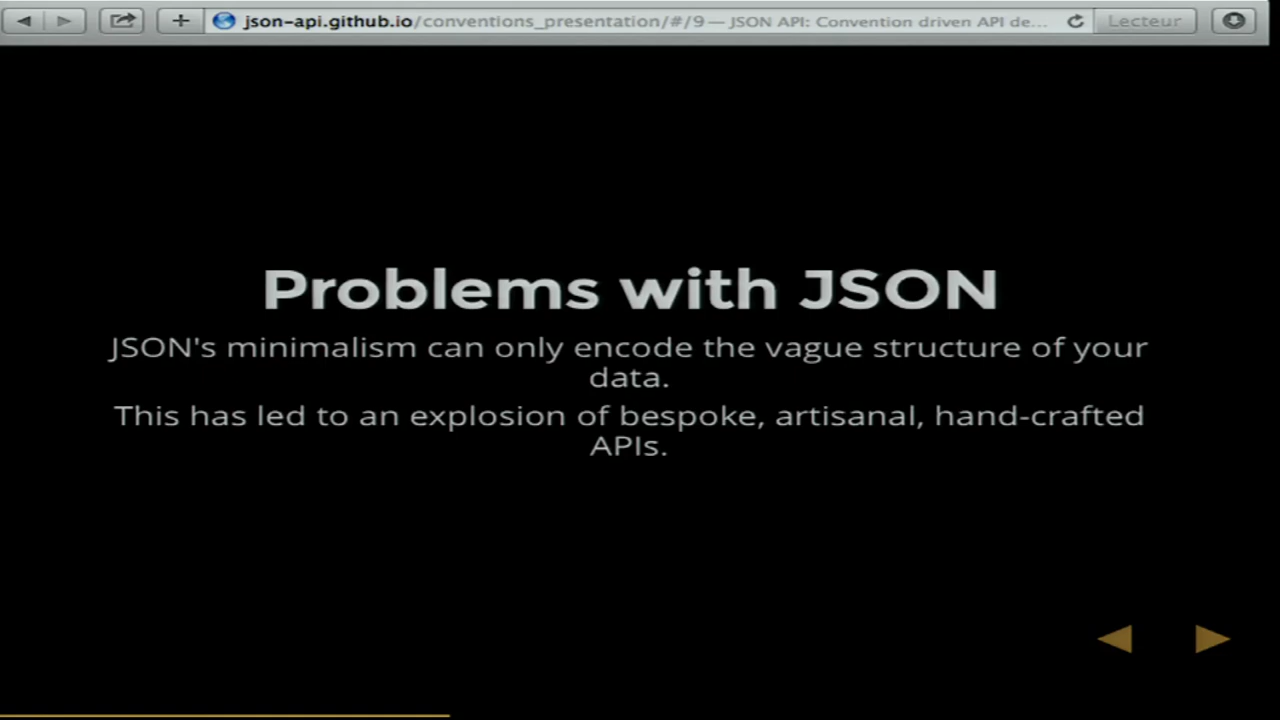 json-api.github.io/conventions_presentation/#/9 — JSON API: Convention driven API de... Lecteur
Problems with JSON
JSON's minimalism can only encode the vague structure of your
data.
This has led to an explosion of bespoke, artisanal, hand-crafted
APIs.